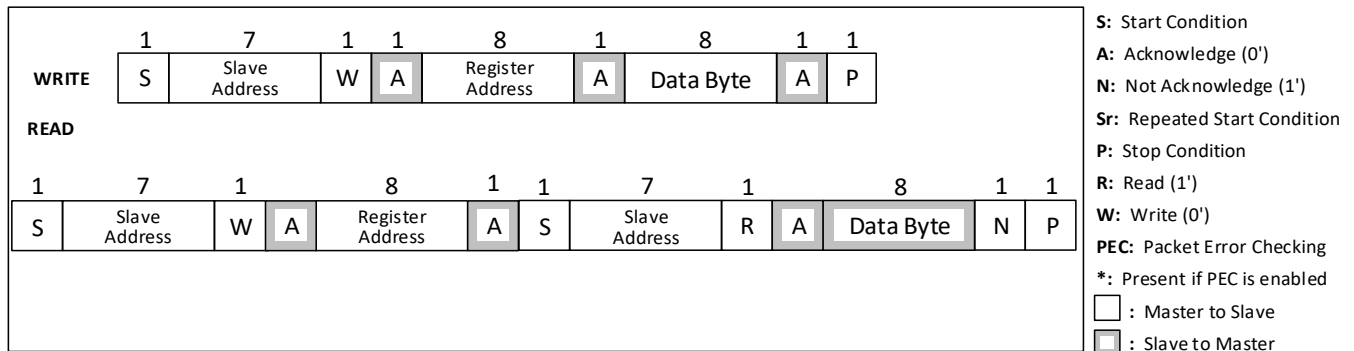 1 7 1 1 8 1 8 1 1
WRITE S Slave Address W A Register Address A Data Byte A P
READ
1 7 1 8 1 1 7 1 8 1 1
S Slave Address W A Register Address A S Slave Address R A Data Byte N P
S: Start Condition
A: Acknowledge (0')
N: Not Acknowledge (1')
Sr: Repeated Start Condition
P: Stop Condition
R: Read (1')
W: Write (0')
PEC: Packet Error Checking
*: Present if PEC is enabled
: Master to Slave
: Slave to Master